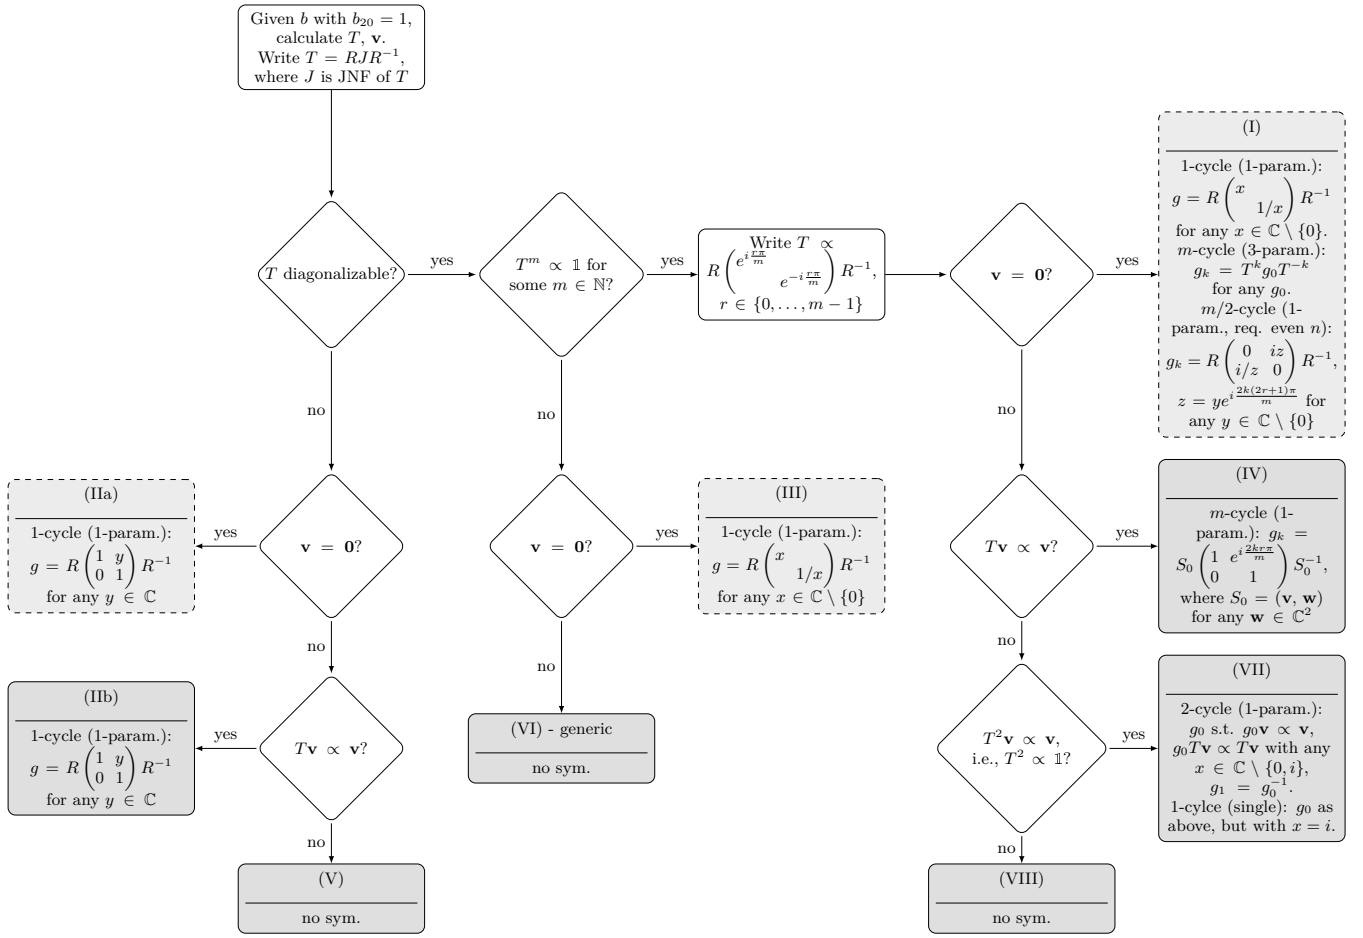 Given b with b₂₀ = 1,
calculate T, v.
Write T = RJR⁻¹,
where J is JNF of T
T diagonalizable?
yes
no
T^m ∝ 𝟙 for
some m ∈ ℕ?
yes
no
Write T ∝
R ( e^{i rπ/m}
e^{−i rπ/m} ) R⁻¹,
r ∈ {0, …, m − 1}
v = 0?
yes
no
(I)
1-cycle (1-param.):
g = R ( x
1/x ) R⁻¹
for any x ∈ ℂ \ {0}.
m-cycle (3-param.):
g_k = T^k g₀ T^{−k}
for any g₀.
m/2-cycle (1-
param., req. even n):
g_k = R ( 0 iz
i/z 0 ) R⁻¹,
z = ye^{i 2k(2r+1)π/m} for
any y ∈ ℂ \ {0}
(IIa)
1-cycle (1-param.):
g = R ( 1 y
0 1 ) R⁻¹
for any y ∈ ℂ
yes
v = 0?
no
v = 0?
yes
no
(III)
1-cycle (1-param.):
g = R ( x
1/x ) R⁻¹
for any x ∈ ℂ \ {0}
Tv ∝ v?
yes
no
(IV)
m-cycle (1-
param.): g_k =
S₀ ( 1 e^{i 2krπ/m}
0 1 ) S₀⁻¹,
where S₀ = (v, w)
for any w ∈ ℂ²
(IIb)
1-cycle (1-param.):
g = R ( 1 y
0 1 ) R⁻¹
for any y ∈ ℂ
yes
Tv ∝ v?
no
(VI) - generic
no sym.
T²v ∝ v,
i.e., T² ∝ 𝟙?
yes
no
(VII)
2-cycle (1-param.):
g₀ s.t. g₀v ∝ v,
g₀Tv ∝ Tv with any
x ∈ ℂ \ {0, i},
g₁ = g₀⁻¹.
1-cylce (single): g₀ as
above, but with x = i.
(V)
no sym.
(VIII)
no sym.